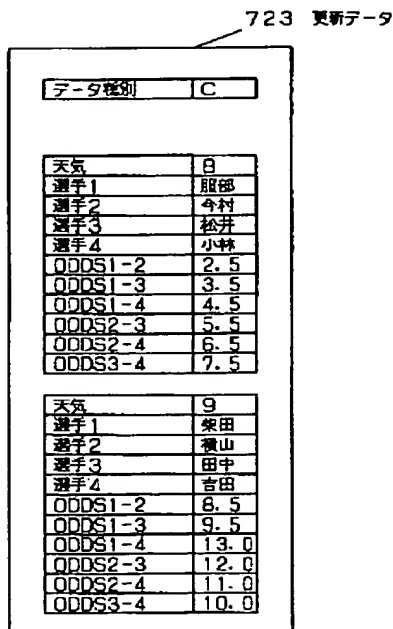 723 更新データ
データ種別 C
天気 8
選手1 服部
選手2 今村
選手3 松井
選手4 小林
ODDS1-2 2.5
ODDS1-3 3.5
ODDS1-4 4.5
ODDS2-3 5.5
ODDS2-4 6.5
ODDS3-4 7.5
天気 9
選手1 柴田
選手2 横山
選手3 田中
選手4 吉田
ODDS1-2 8.5
ODDS1-3 9.5
ODDS1-4 13.0
ODDS2-3 12.0
ODDS2-4 11.0
ODDS3-4 10.0